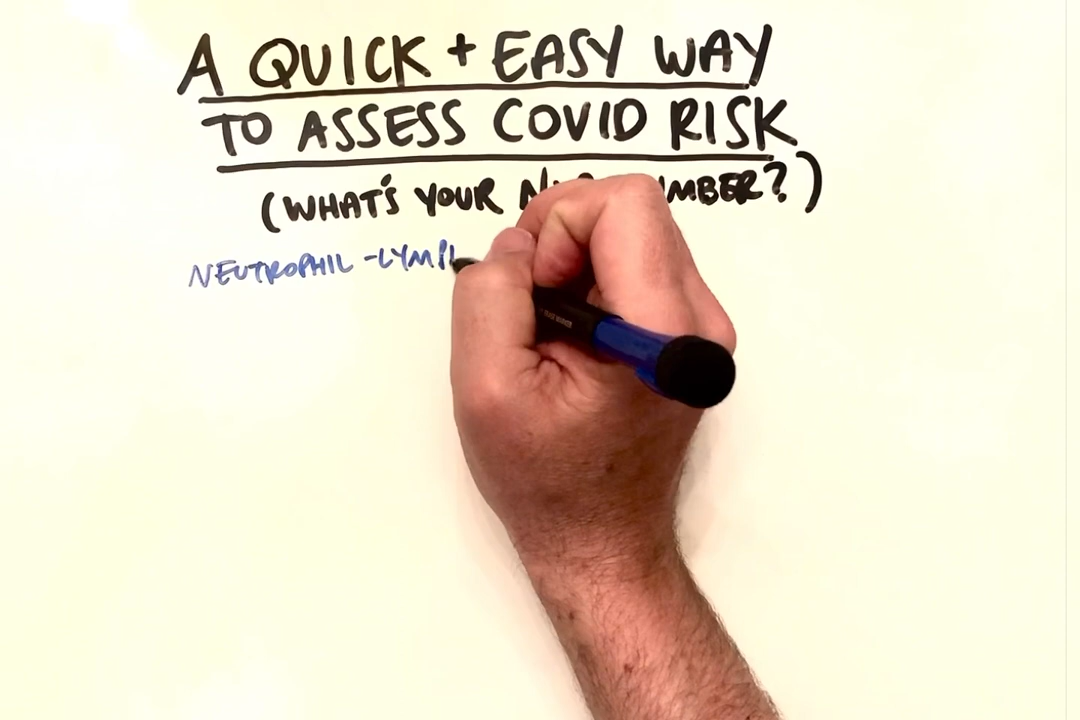 A QUICK + EASY WAY
TO ASSESS COVID RISK
(WHAT'S YOUR
NEUTROPHIL -LYMP